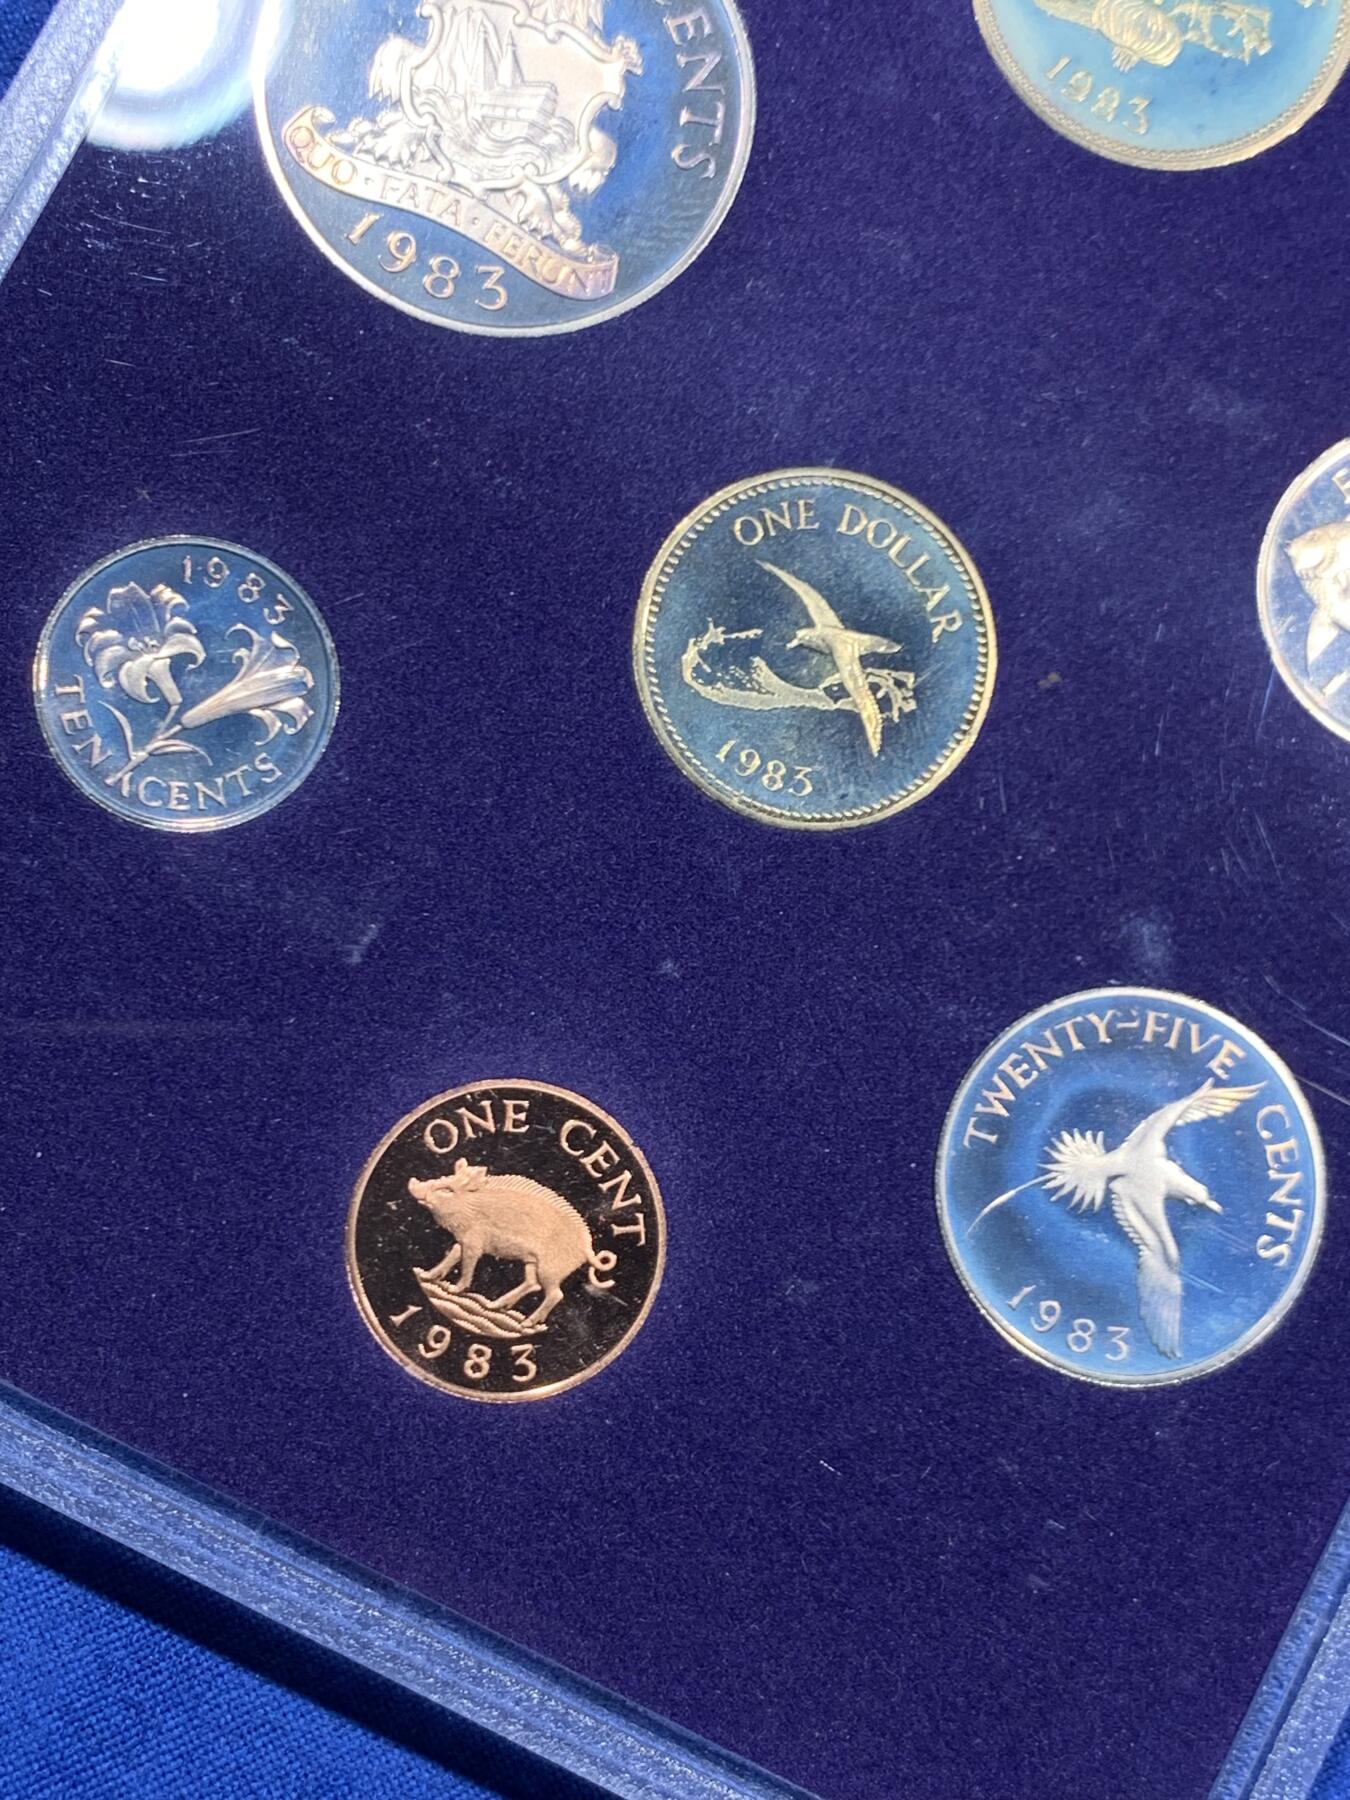 CENTS
QUO·FATA·FERUNT
1983
1983
1983
TEN CENTS
ONE DOLLAR
1983
ONE CENT
1983
TWENTY-FIVE CENTS
1983